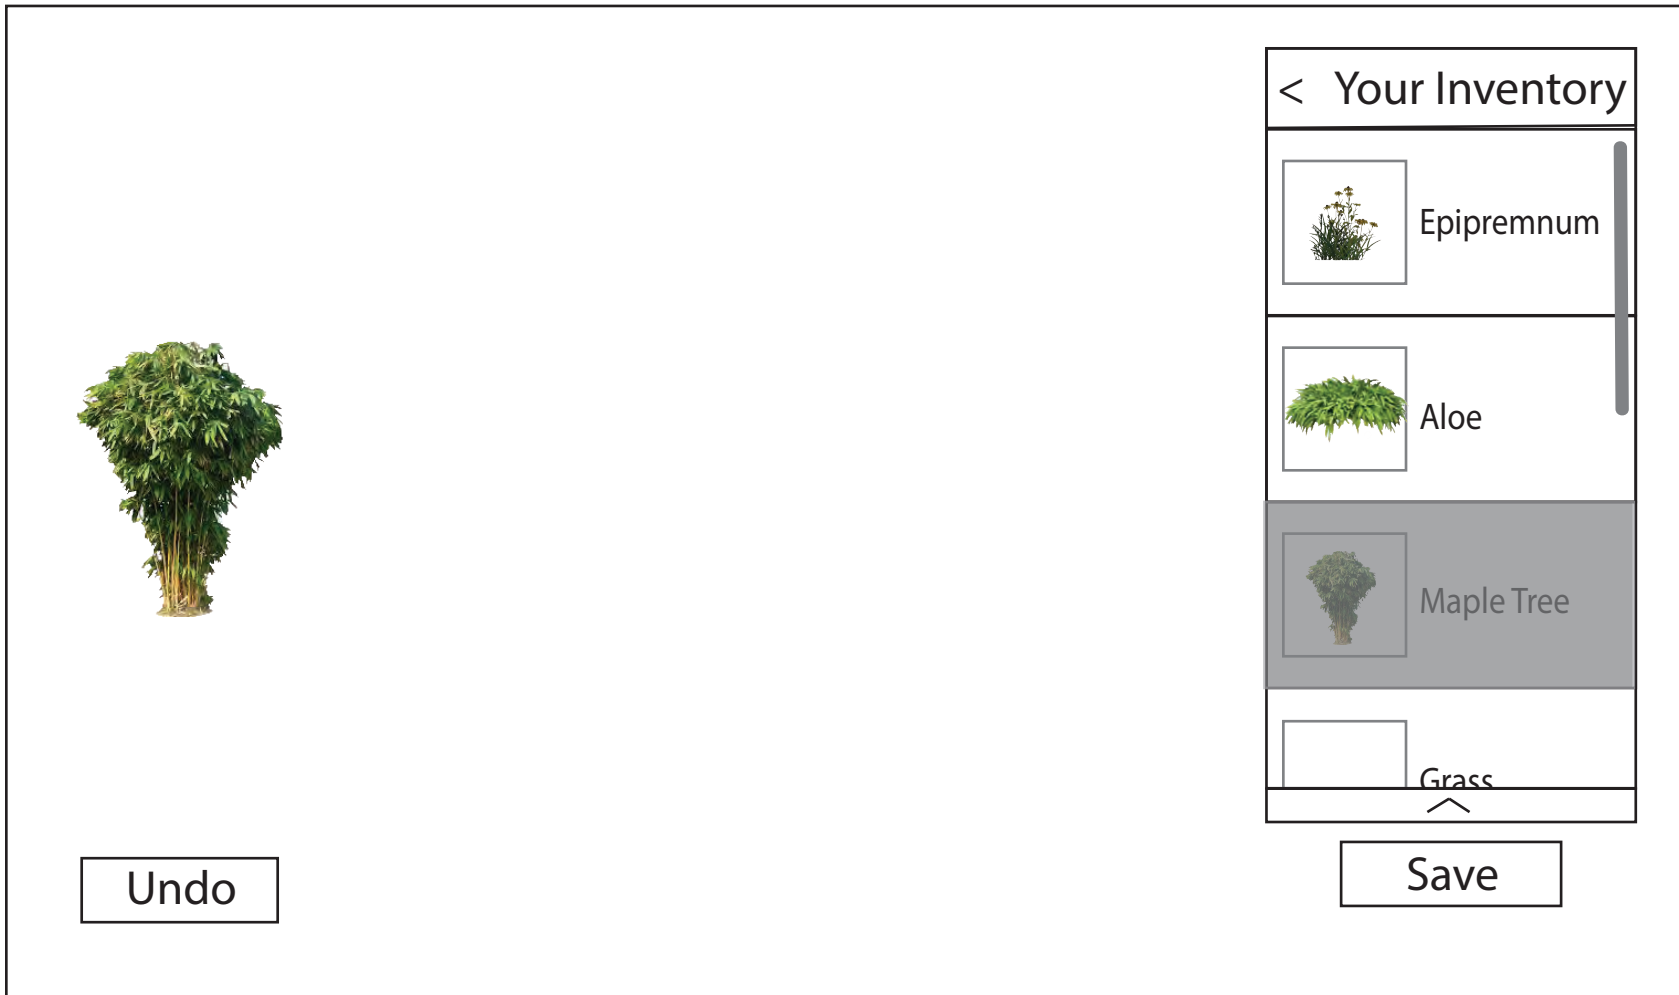 < Your Inventory
Epipremnum
Aloe
Maple Tree
Grass
Undo
Save